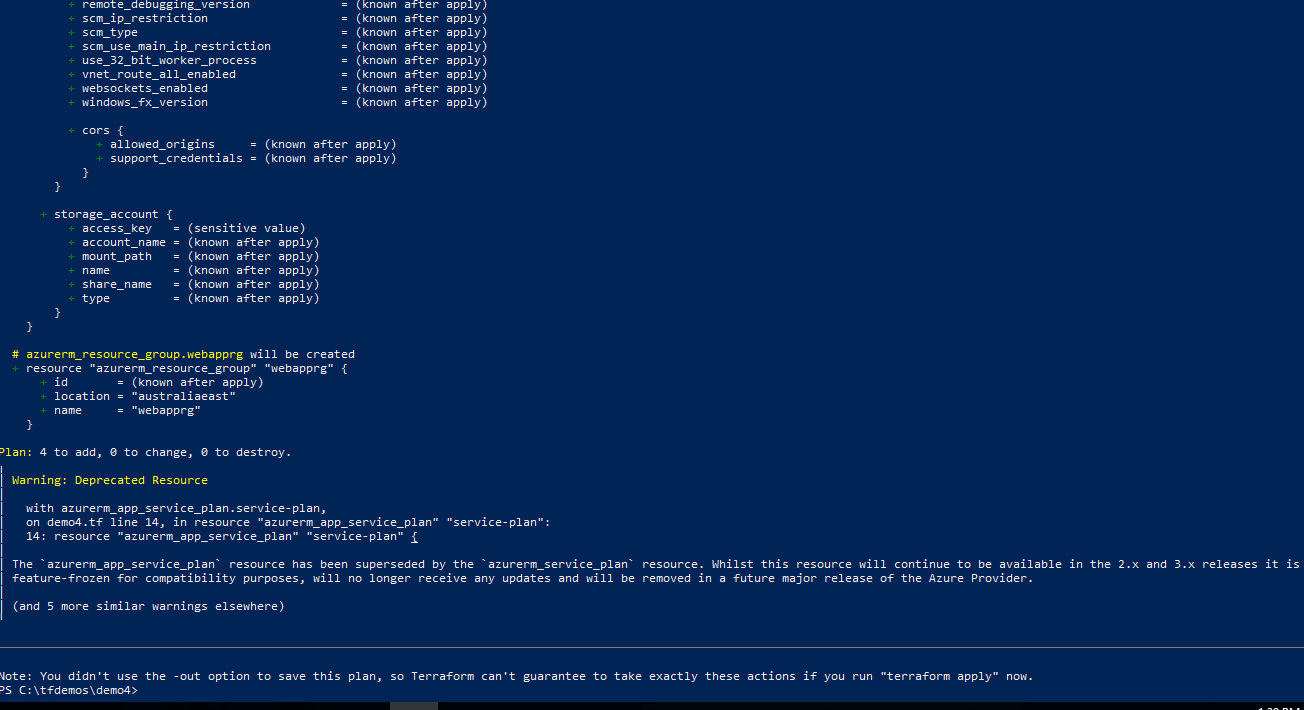 + remote_debugging_version = (known after apply)
+ scm_ip_restriction = (known after apply)
+ scm_type = (known after apply)
+ scm_use_main_ip_restriction = (known after apply)
+ use_32_bit_worker_process = (known after apply)
+ vnet_route_all_enabled = (known after apply)
+ websockets_enabled = (known after apply)
+ windows_fx_version = (known after apply)
+ cors {
+ allowed_origins = (known after apply)
+ support_credentials = (known after apply)
}
}
+ storage_account {
+ access_key = (sensitive value)
+ account_name = (known after apply)
+ mount_path = (known after apply)
+ name = (known after apply)
+ share_name = (known after apply)
+ type = (known after apply)
}
}
# azurerm_resource_group.webapprg will be created
+ resource "azurerm_resource_group" "webapprg" {
+ id = (known after apply)
+ location = "australiaeast"
+ name = "webapprg"
}
Plan: 4 to add, 0 to change, 0 to destroy.
Warning: Deprecated Resource
with azurerm_app_service_plan.service-plan,
on demo4.tf line 14, in resource "azurerm_app_service_plan" "service-plan":
14: resource "azurerm_app_service_plan" "service-plan" {
The `azurerm_app_service_plan` resource has been superseded by the `azurerm_service_plan` resource. Whilst this resource will continue to be available in the 2.x and 3.x releases it is
feature-frozen for compatibility purposes, will no longer receive any updates and will be removed in a future major release of the Azure Provider.
(and 5 more similar warnings elsewhere)
Note: You didn't use the -out option to save this plan, so Terraform can't guarantee to take exactly these actions if you run "terraform apply" now.
PS C:\tfdemos\demo4>